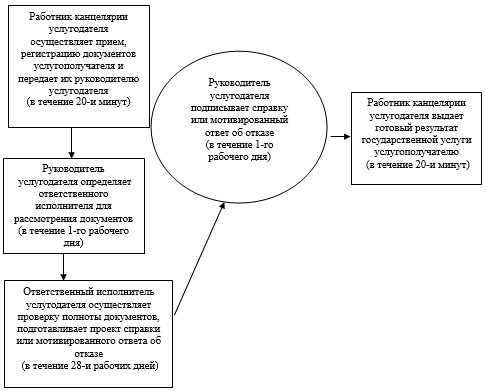 Работник канцелярии
услугодателя
осуществляет прием,
регистрацию документов
услугополучателя и
передает их руководителю
услугодателя
(в течение 20-и минут)
Руководитель
услугодателя определяет
ответственного
исполнителя для
рассмотрения документов
(в течение 1-го рабочего
дня)
Ответственный исполнитель
услугодателя осуществляет
проверку полноты документов,
подготавливает проект справки
или мотивированного ответа об
отказе
(в течение 28-и рабочих дней)
Руководитель
услугодателя
подписывает справку
или мотивированный
ответ об отказе
(в течение 1-го
рабочего дня)
Работник канцелярии
услугодателя выдает
готовый результат
государственной услуги
услугополучателю
(в течение 20-и минут)